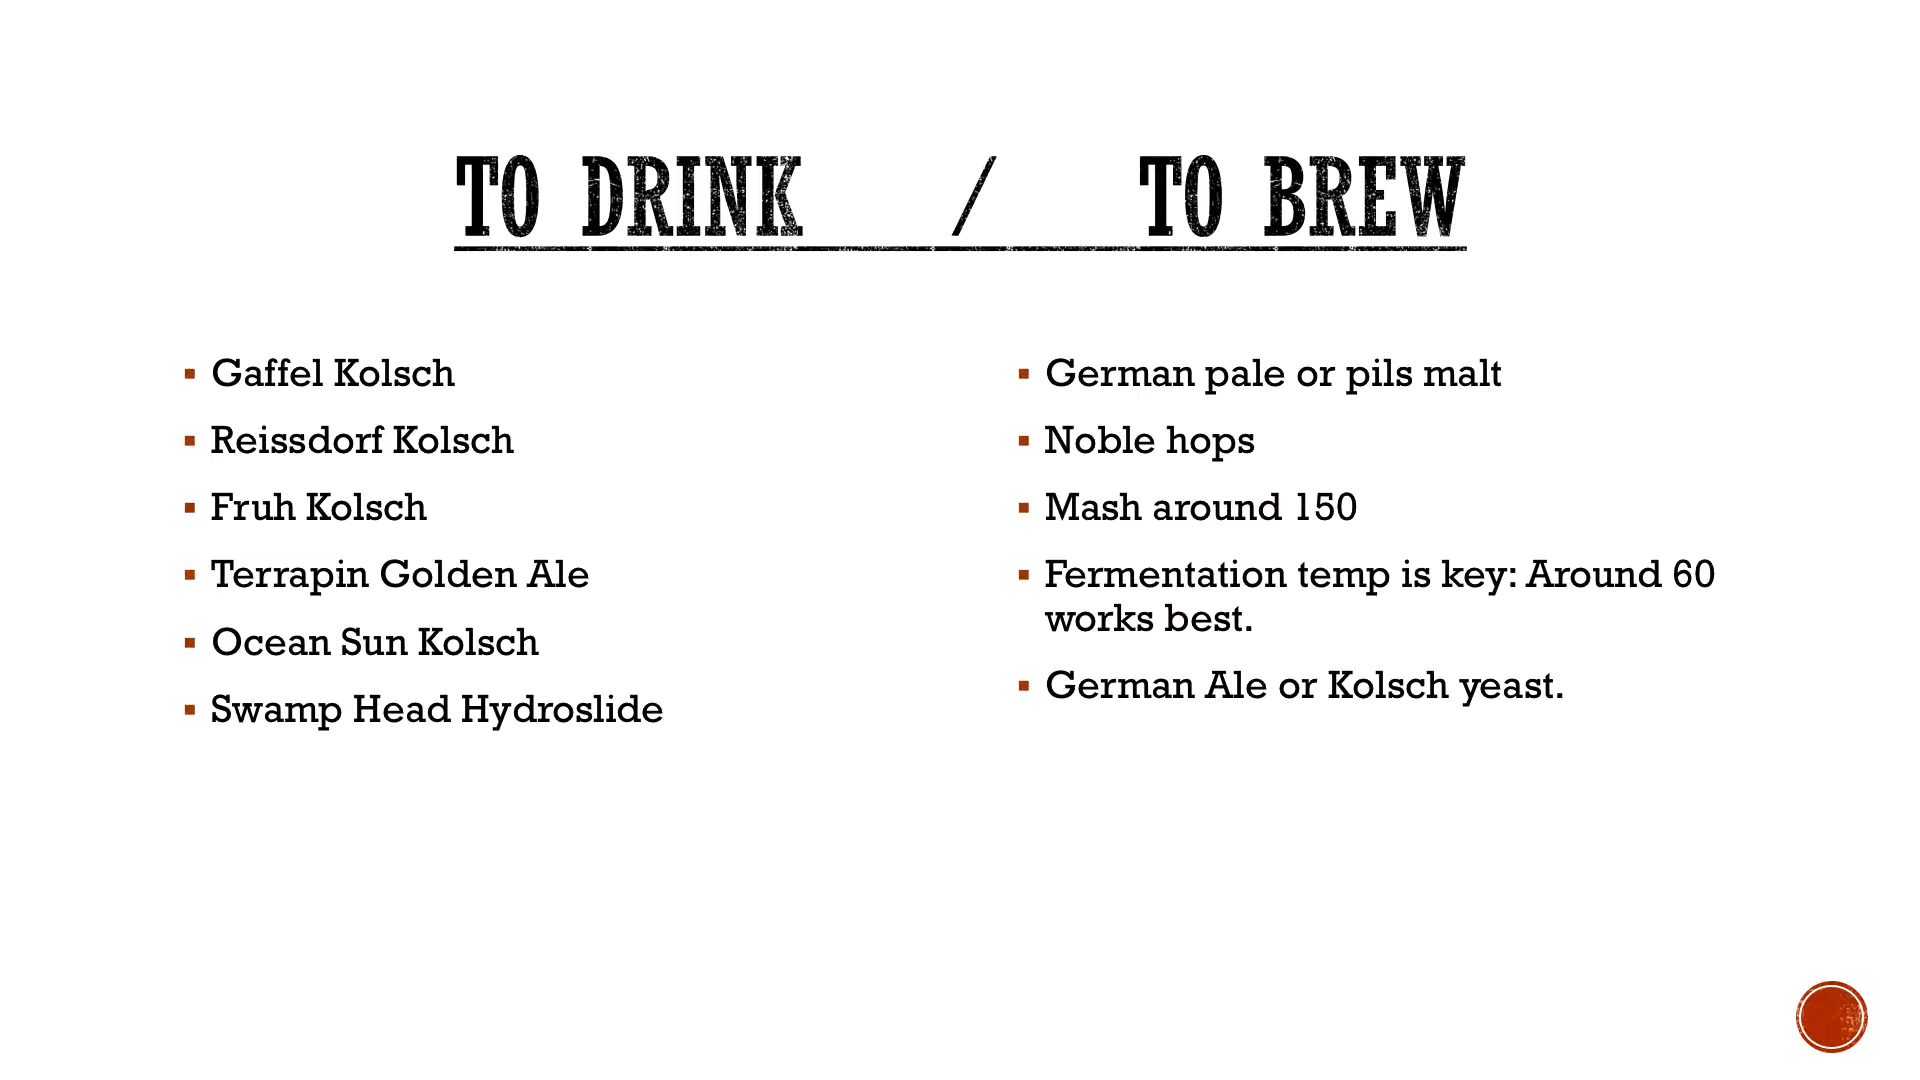 TO DRINK / TO BREW
Gaffel Kolsch
Reissdorf Kolsch
Fruh Kolsch
Terrapin Golden Ale
Ocean Sun Kolsch
Swamp Head Hydroslide
German pale or pils malt
Noble hops
Mash around 150
Fermentation temp is key: Around 60
works best.
German Ale or Kolsch yeast.